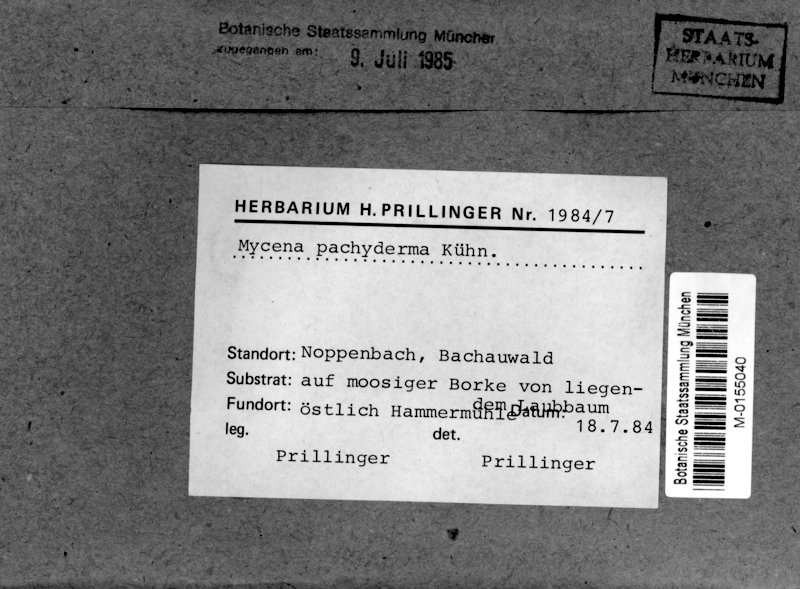 Botanische Staatssammlung München
zugegangen am: 9. Juli 1985
STAATS-
HERBARIUM
MÜNCHEN
HERBARIUM H. PRILLINGER Nr. 1984/7
Mycena pachyderma Kühn.
Standort: Noppenbach, Bachauwald
Substrat: auf moosiger Borke von liegen-
dem Laubbaum
Fundort: östlich Hammermühle Datum: 18.7.84
leg. det.
Prillinger Prillinger
Botanische Staatssammlung München
M-0155040